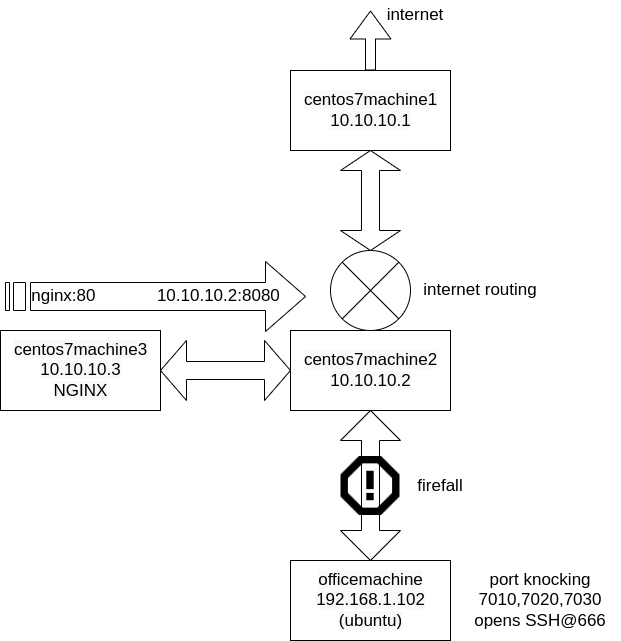 internet
centos7machine1
10.10.10.1
internet routing
nginx:80 10.10.10.2:8080
centos7machine3
10.10.10.3
NGINX
centos7machine2
10.10.10.2
firefall
officemachine
192.168.1.102
(ubuntu)
port knocking
7010,7020,7030
opens SSH@666